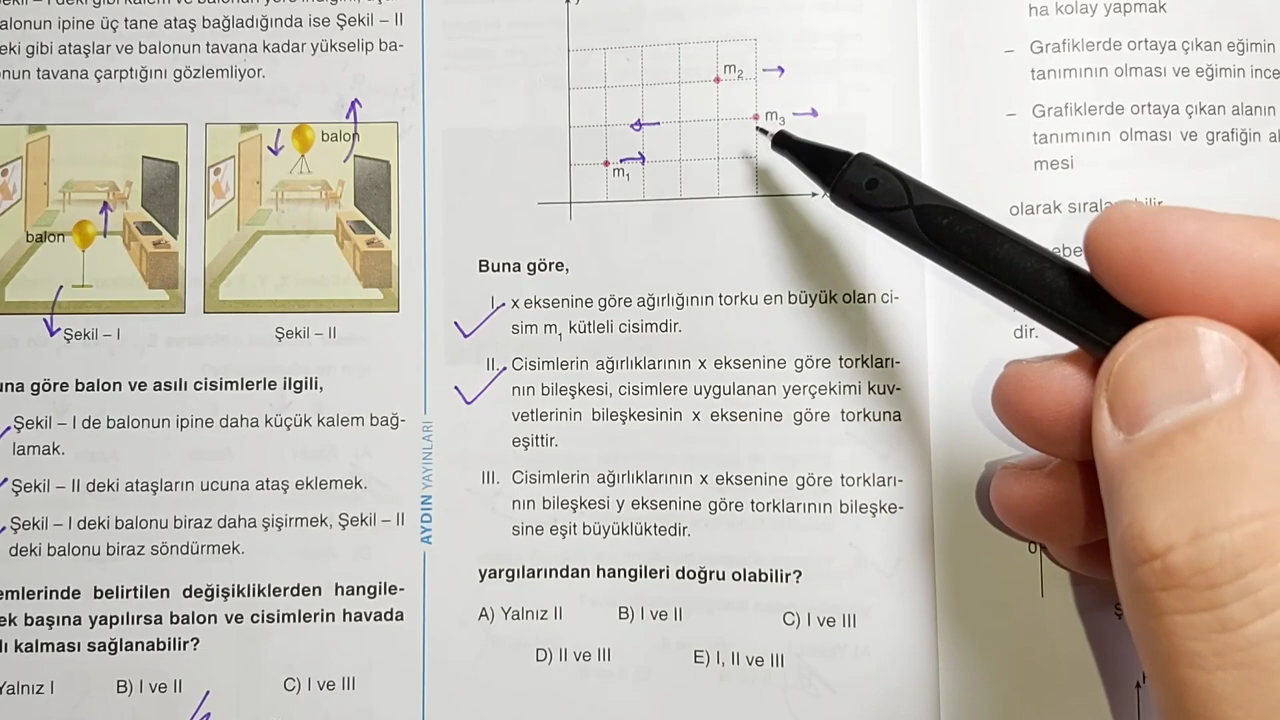 alonun ipine üç tane ataş bağladığında ise Şekil – II
eki gibi ataşlar ve balonun tavana kadar yükselip ba-
onun tavana çarptığını gözlemliyor.
balon
balon
Şekil – I
Şekil – II
una göre balon ve asılı cisimlerle ilgili,
Şekil – I de balonun ipine daha küçük kalem bağ-
lamak.
Şekil – II deki ataşların ucuna ataş eklemek.
Şekil – I deki balonu biraz daha şişirmek, Şekil – II
deki balonu biraz söndürmek.
emlerinde belirtilen değişikliklerden hangile-
ek başına yapılırsa balon ve cisimlerin havada
lı kalması sağlanabilir?
Yalnız I
B) I ve II
C) I ve III
AYDIN YAYINLARI
y
m₂
m₃
m₁
Buna göre,
I. x eksenine göre ağırlığının torku en büyük olan ci-
sim m₁ kütleli cisimdir.
II. Cisimlerin ağırlıklarının x eksenine göre torkları-
nın bileşkesi, cisimlere uygulanan yerçekimi kuv-
vetlerinin bileşkesinin x eksenine göre torkuna
eşittir.
III. Cisimlerin ağırlıklarının x eksenine göre torkları-
nın bileşkesi y eksenine göre torklarının bileşke-
sine eşit büyüklüktedir.
yargılarından hangileri doğru olabilir?
A) Yalnız II
B) I ve II
C) I ve III
D) II ve III
E) I, II ve III
ha kolay yapmak
– Grafiklerde ortaya çıkan eğimin
tanımının olması ve eğimin ince
– Grafiklerde ortaya çıkan alanın
tanımının olması ve grafiğin a
mesi
olarak
dir.
0